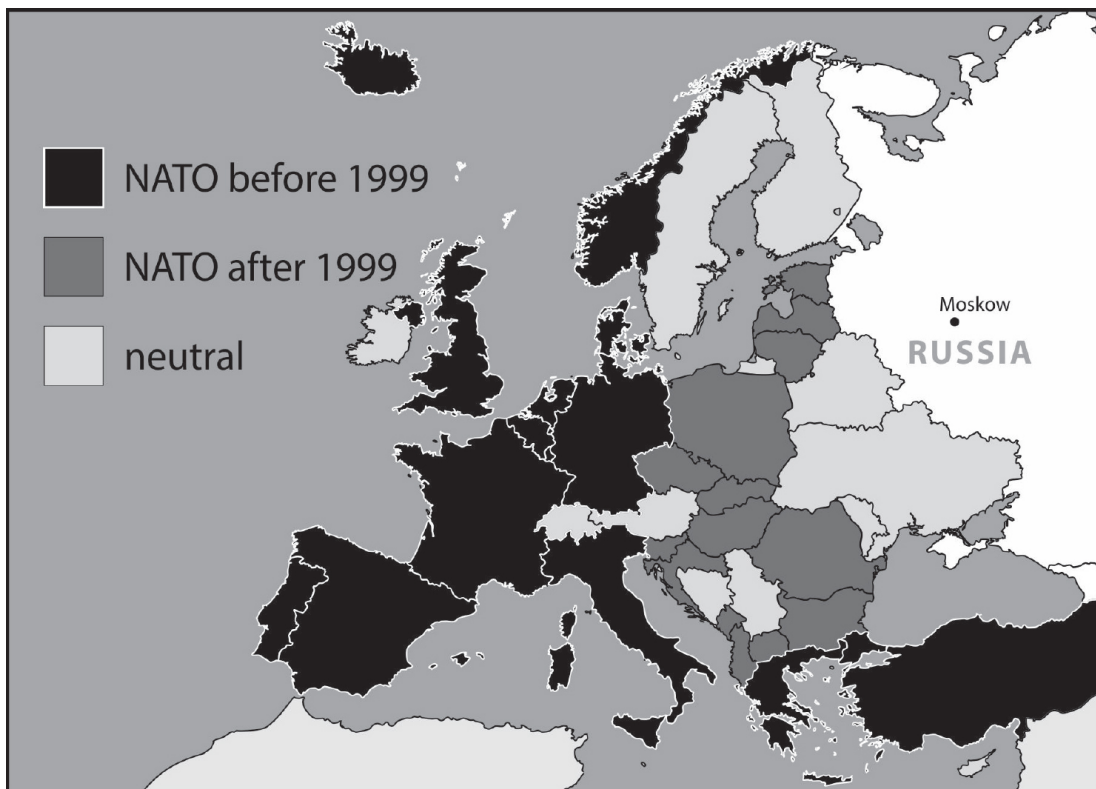 NATO before 1999
NATO after 1999
neutral
Moskow
RUSSIA